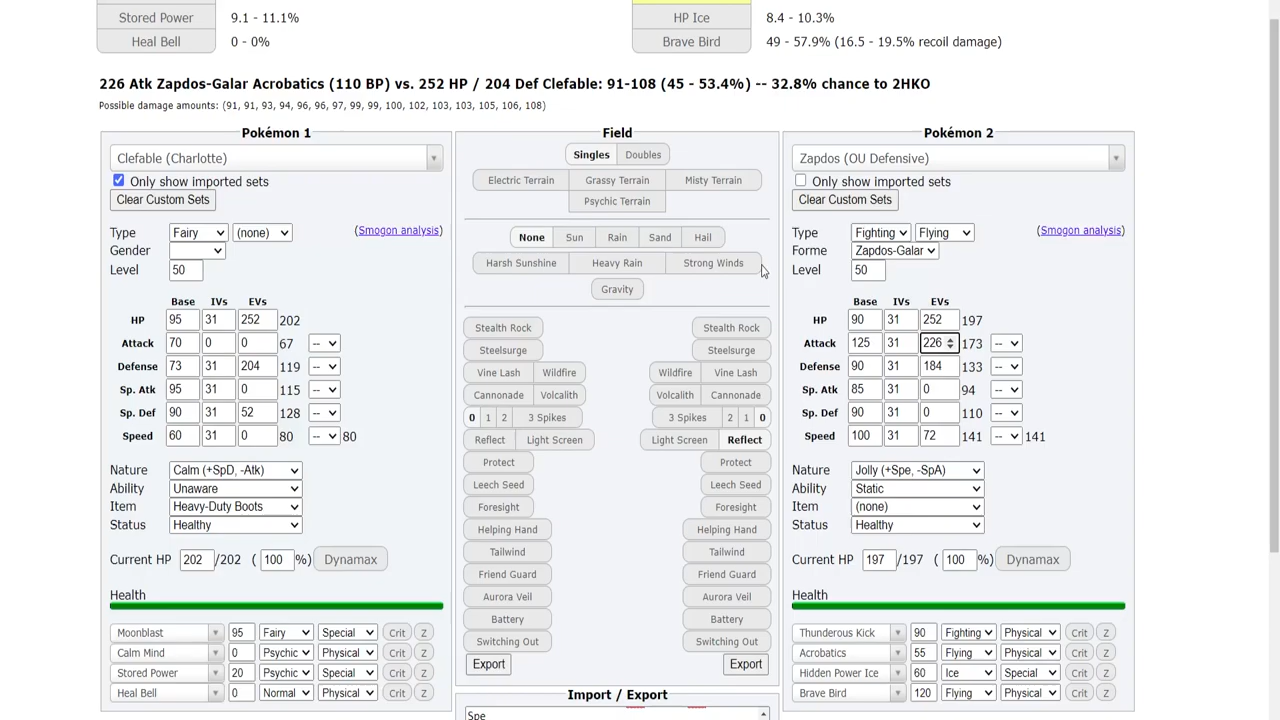 Stored Power 9.1 - 11.1%
HP Ice 8.4 - 10.3%
Heal Bell 0 - 0%
Brave Bird 49 - 57.9% (16.5 - 19.5% recoil damage)
226 Atk Zapdos-Galar Acrobatics (110 BP) vs. 252 HP / 204 Def Clefable: 91-108 (45 - 53.4%) -- 32.8% chance to 2HKO
Possible damage amounts: (91, 91, 93, 94, 96, 96, 97, 99, 99, 100, 102, 103, 103, 105, 106, 108)
Pokémon 1
Clefable (Charlotte)
Only show imported sets
Clear Custom Sets
Type Fairy (none) (Smogon analysis)
Gender
Level 50
Base IVs EVs
HP 95 31 252 202
Attack 70 0 0 67 --
Defense 73 31 204 119 --
Sp. Atk 95 31 0 115 --
Sp. Def 90 31 52 128 --
Speed 60 31 0 80 -- 80
Nature Calm (+SpD, -Atk)
Ability Unaware
Item Heavy-Duty Boots
Status Healthy
Current HP 202 /202 ( 100 %) Dynamax
Health
Moonblast 95 Fairy Special Crit Z
Calm Mind 0 Psychic Physical Crit Z
Stored Power 20 Psychic Special Crit Z
Heal Bell 0 Normal Physical Crit Z
Field
Singles Doubles
Electric Terrain Grassy Terrain Misty Terrain
Psychic Terrain
None Sun Rain Sand Hail
Harsh Sunshine Heavy Rain Strong Winds
Gravity
Stealth Rock Stealth Rock
Steelsurge Steelsurge
Vine Lash Wildfire Wildfire Vine Lash
Cannonade Volcalith Volcalith Cannonade
0 1 2 3 Spikes 3 Spikes 2 1 0
Reflect Light Screen Light Screen Reflect
Protect Protect
Leech Seed Leech Seed
Foresight Foresight
Helping Hand Helping Hand
Tailwind Tailwind
Friend Guard Friend Guard
Aurora Veil Aurora Veil
Battery Battery
Switching Out Switching Out
Export Export
Import / Export
Spe
Pokémon 2
Zapdos (OU Defensive)
Only show imported sets
Clear Custom Sets
Type Fighting Flying (Smogon analysis)
Forme Zapdos-Galar
Level 50
Base IVs EVs
HP 90 31 252 197
Attack 125 31 226 173 --
Defense 90 31 184 133 --
Sp. Atk 85 31 0 94 --
Sp. Def 90 31 0 110 --
Speed 100 31 72 141 -- 141
Nature Jolly (+Spe, -SpA)
Ability Static
Item (none)
Status Healthy
Current HP 197 /197 ( 100 %) Dynamax
Health
Thunderous Kick 90 Fighting Physical Crit Z
Acrobatics 55 Flying Physical Crit Z
Hidden Power Ice 60 Ice Special Crit Z
Brave Bird 120 Flying Physical Crit Z